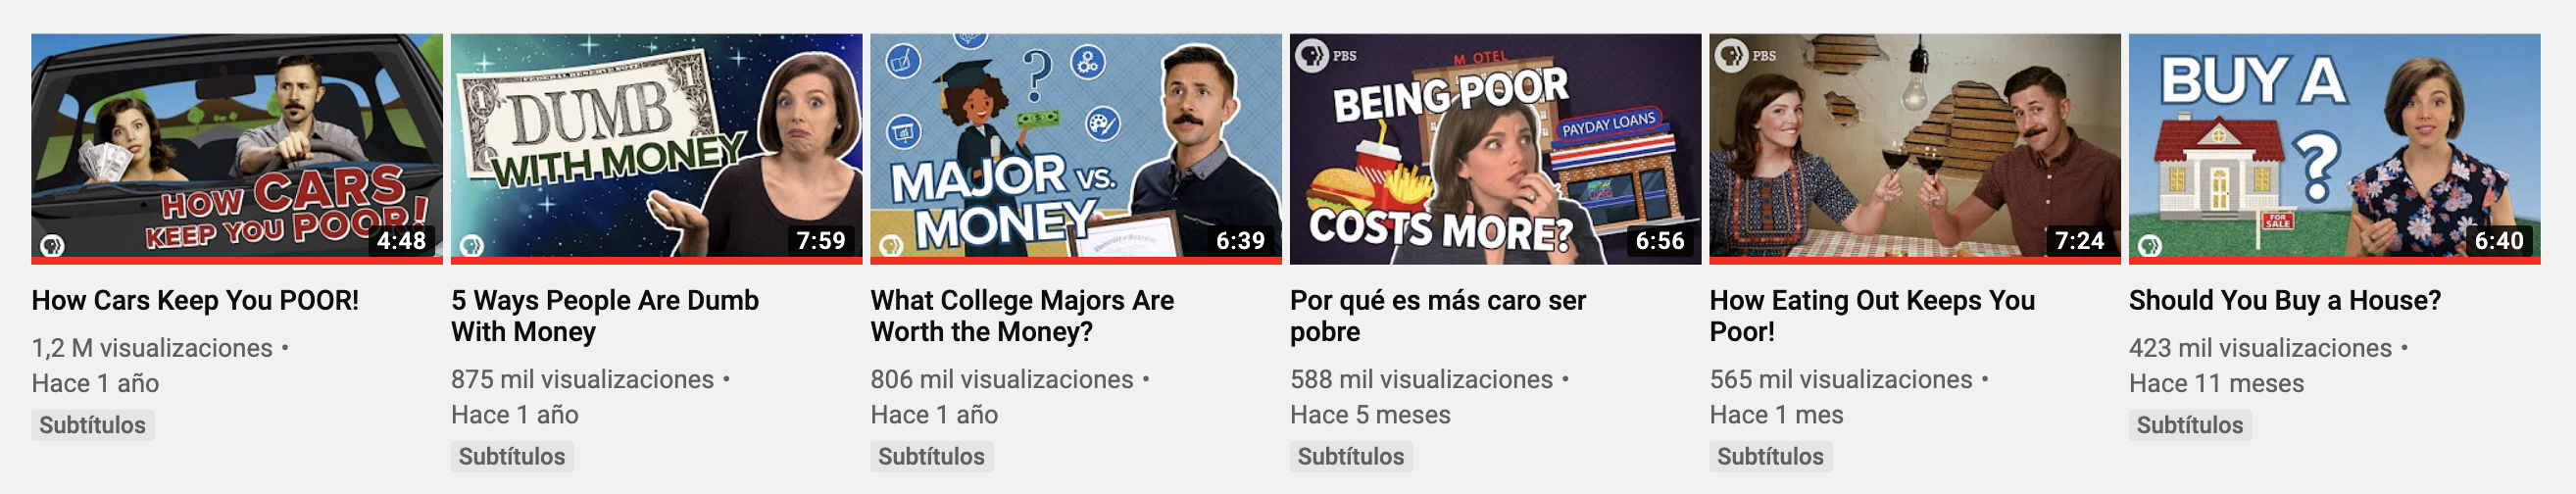 HOW CARS
KEEP YOU POOR!
4:48
How Cars Keep You POOR!
1,2 M visualizaciones •
Hace 1 año
Subtítulos
FEDERAL RESERVE NOTE
1
1
DUMB
WITH MONEY
7:59
5 Ways People Are Dumb
With Money
875 mil visualizaciones •
Hace 1 año
Subtítulos
?
MAJOR VS.
MONEY
6:39
What College Majors Are
Worth the Money?
806 mil visualizaciones •
Hace 1 año
Subtítulos
PBS
M OTEL
BEING POOR
PAYDAY LOANS
COSTS MORE?
6:56
Por qué es más caro ser
pobre
588 mil visualizaciones •
Hace 5 meses
Subtítulos
PBS
7:24
How Eating Out Keeps You
Poor!
565 mil visualizaciones •
Hace 1 mes
Subtítulos
BUY A
?
FOR
SALE
6:40
Should You Buy a House?
423 mil visualizaciones •
Hace 11 meses
Subtítulos